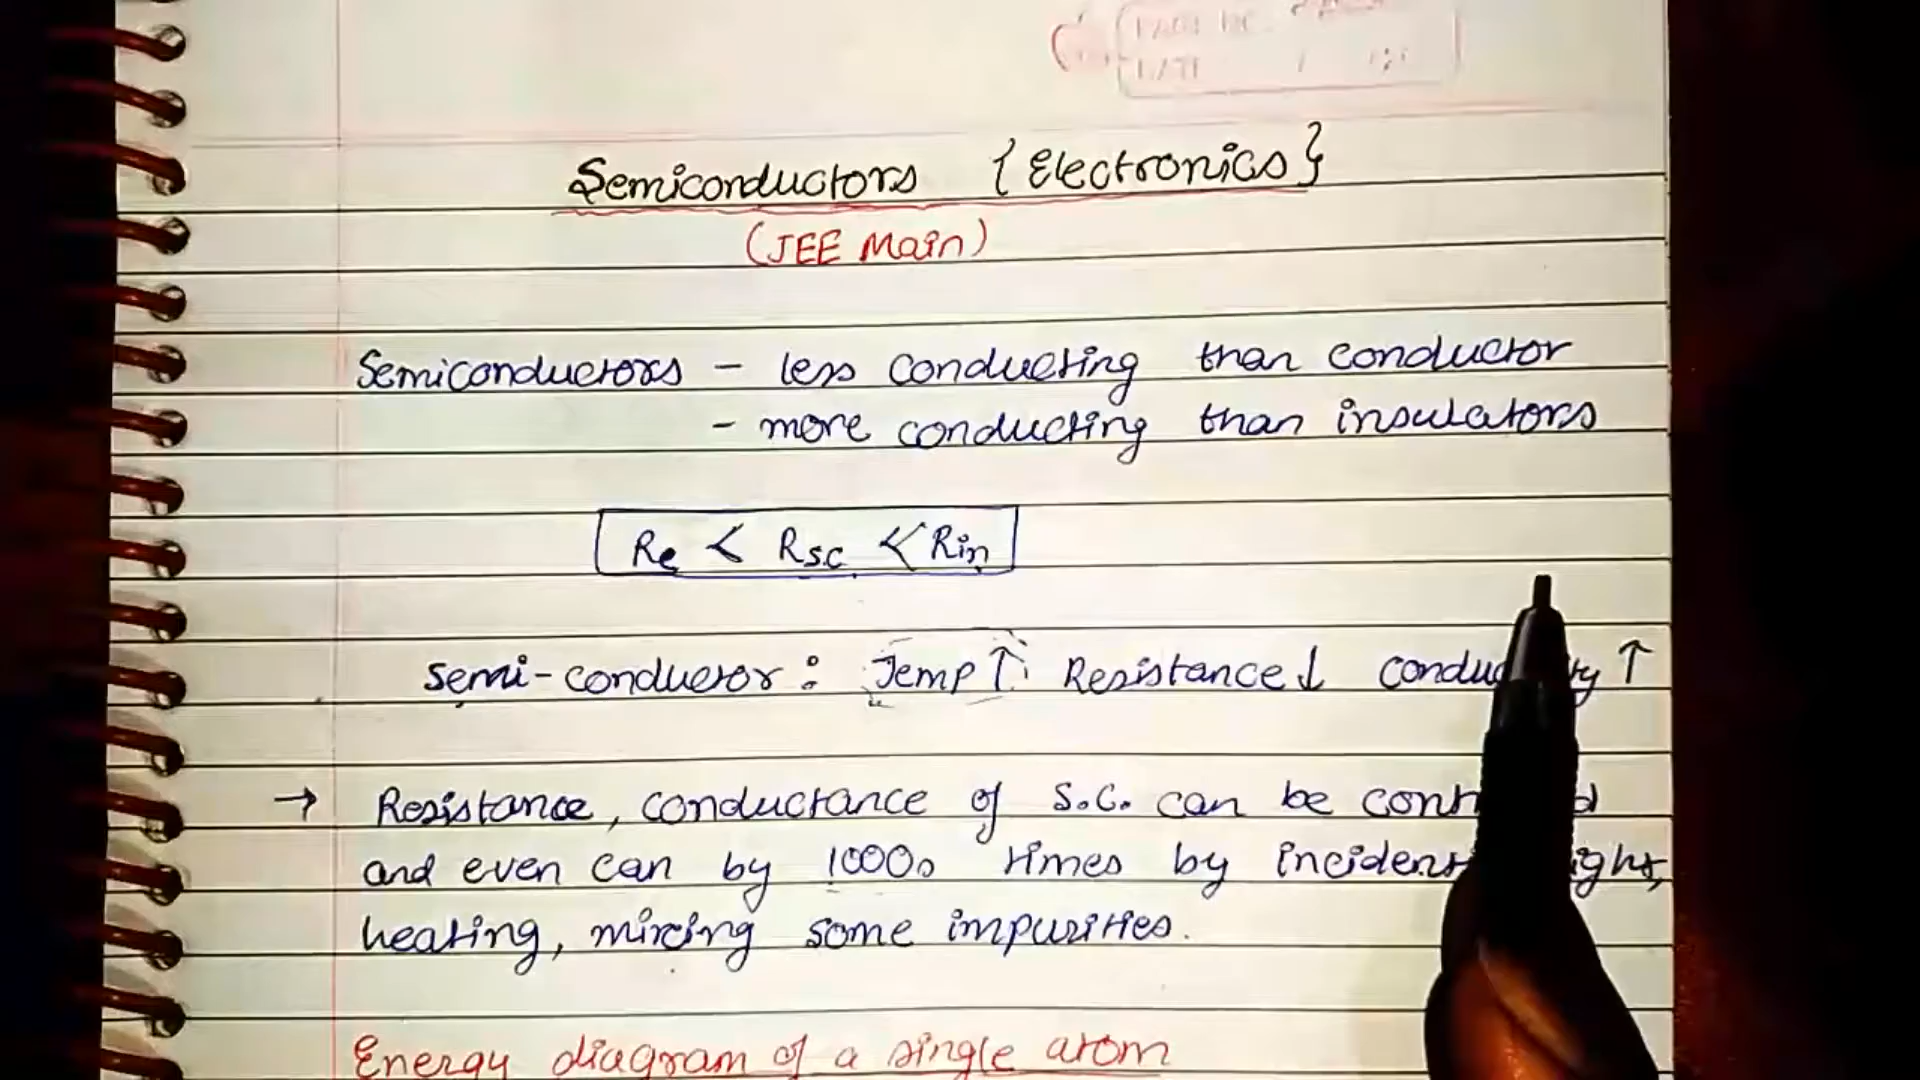 Semiconductors {Electronics}
(JEE Main)
Semiconductors - less conducting than conductor
- more conducting than insulators
Rc < Rsc < Rin
semi-conductor : Temp↑ Resistance↓ ↑
→ Resistance, conductance of S.C. can be
and even can by 1000s times by incident
heating, mixing some impurities.
Energy diagram of a single atom